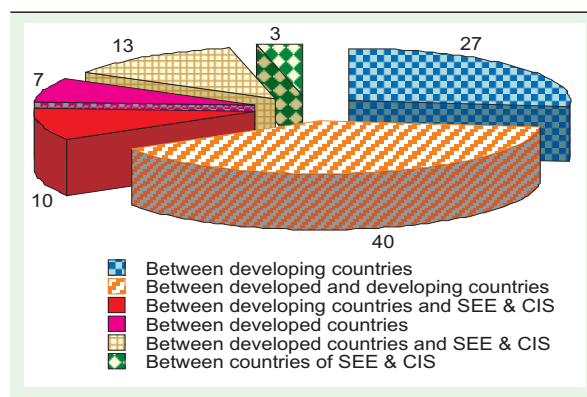 3
13
27
7
10
40
Between developing countries
Between developed and developing countries
Between developing countries and SEE & CIS
Between developed countries
Between developed countries and SEE & CIS
Between countries of SEE & CIS